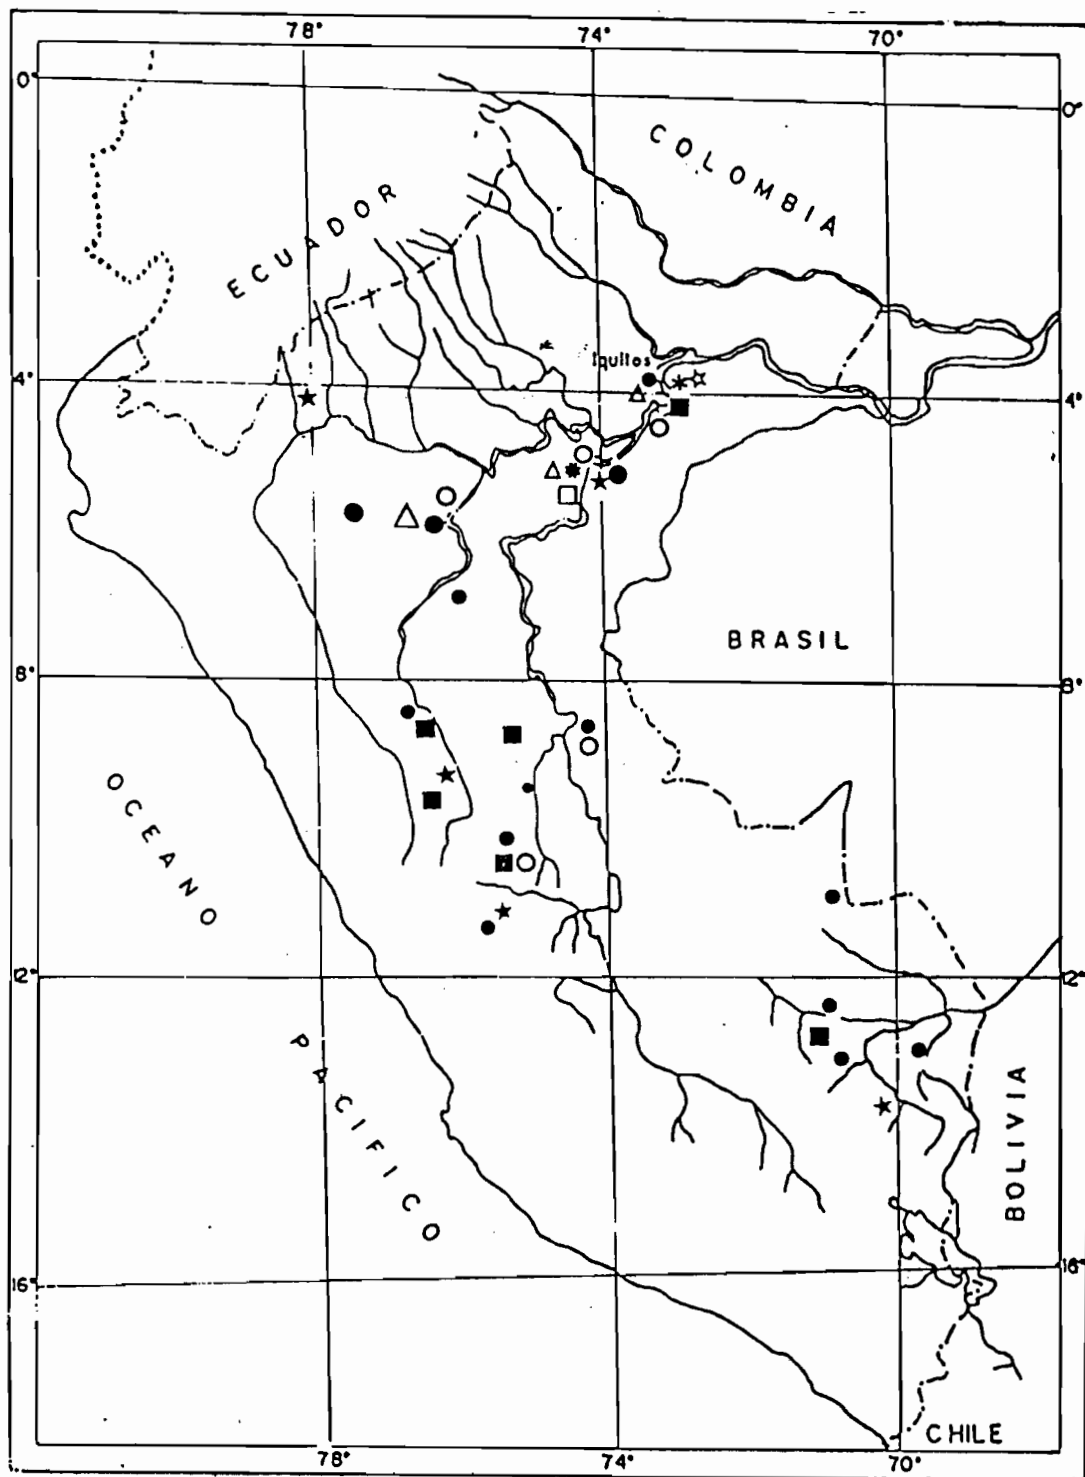 78° 74° 70°
0° 0°
COLOMBIA
ECUADOR
Iquitos
4° 4°
BRASIL
8° 8°
OCEANO
12° 12°
PACIFICO
BOLIVIA
16° 16°
CHILE
78° 74° 70°